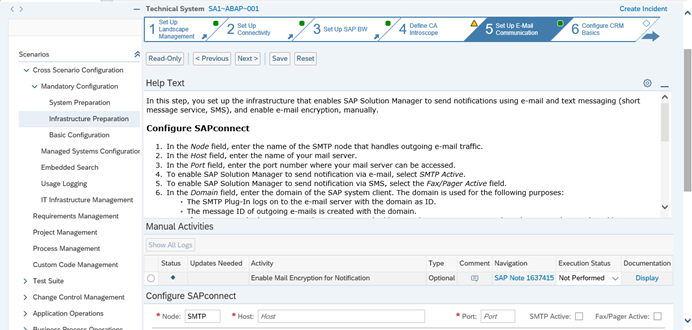 Technical System SA1~ABAP~001
Create Incident
1 Set Up Landscape Management
2 Set Up Connectivity
3 Set Up SAP BW
4 Define CA Introscope
5 Set Up E-Mail Communication
6 Configure CRM Basics
Read-Only < Previous Next > Save Reset
Scenarios
Cross Scenario Configuration
Mandatory Configuration
System Preparation
Infrastructure Preparation
Basic Configuration
Managed Systems Configuration
Embedded Search
Usage Logging
IT Infrastructure Management
Requirements Management
Project Management
Process Management
Custom Code Management
Test Suite
Change Control Management
Application Operations
Help Text
In this step, you set up the infrastructure that enables SAP Solution Manager to send notifications using e-mail and text messaging (short
message service, SMS), and enable e-mail encryption, manually.
Configure SAPconnect
1. In the Node field, enter the name of the SMTP node that handles outgoing e-mail traffic.
2. In the Host field, enter the name of your mail server.
3. In the Port field, enter the port number where your mail server can be accessed.
4. To enable SAP Solution Manager to send notification via e-mail, select SMTP Active.
5. To enable SAP Solution Manager to send notification via SMS, select the Fax/Pager Active field.
6. In the Domain field, enter the domain of the SAP system client. The domain is used for the following purposes:
• The SMTP Plug-In logs on to the e-mail server with the domain as ID.
• The message ID of outgoing e-mails is created with the domain.
Manual Activities
Show All Logs
Status Updates Needed Activity Type Comment Navigation Execution Status Documentation
Enable Mail Encryption for Notification Optional SAP Note 1637415 Not Performed Display
Configure SAPconnect
* Node: SMTP * Host: Host * Port: Port SMTP Active: Fax/Pager Active: